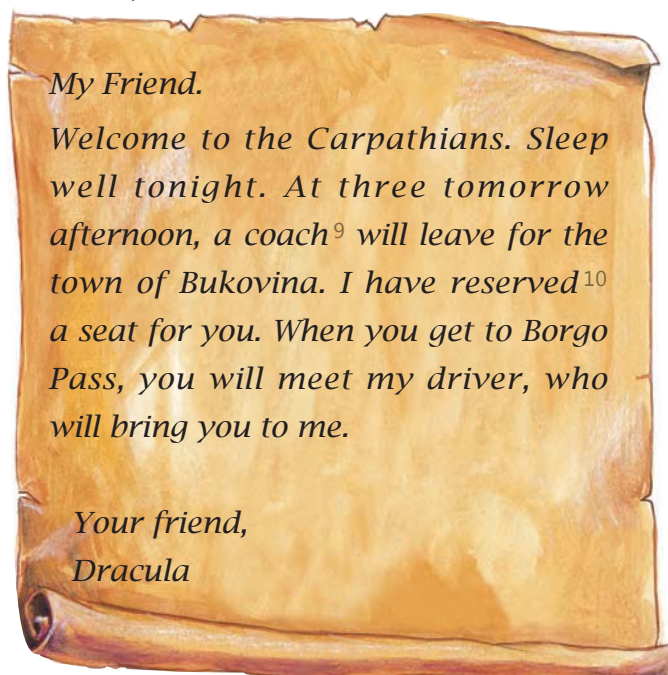 My Friend.
Welcome to the Carpathians. Sleep
well tonight. At three tomorrow
afternoon, a coach9 will leave for the
town of Bukovina. I have reserved10
a seat for you. When you get to Borgo
Pass, you will meet my driver, who
will bring you to me.
Your friend,
Dracula